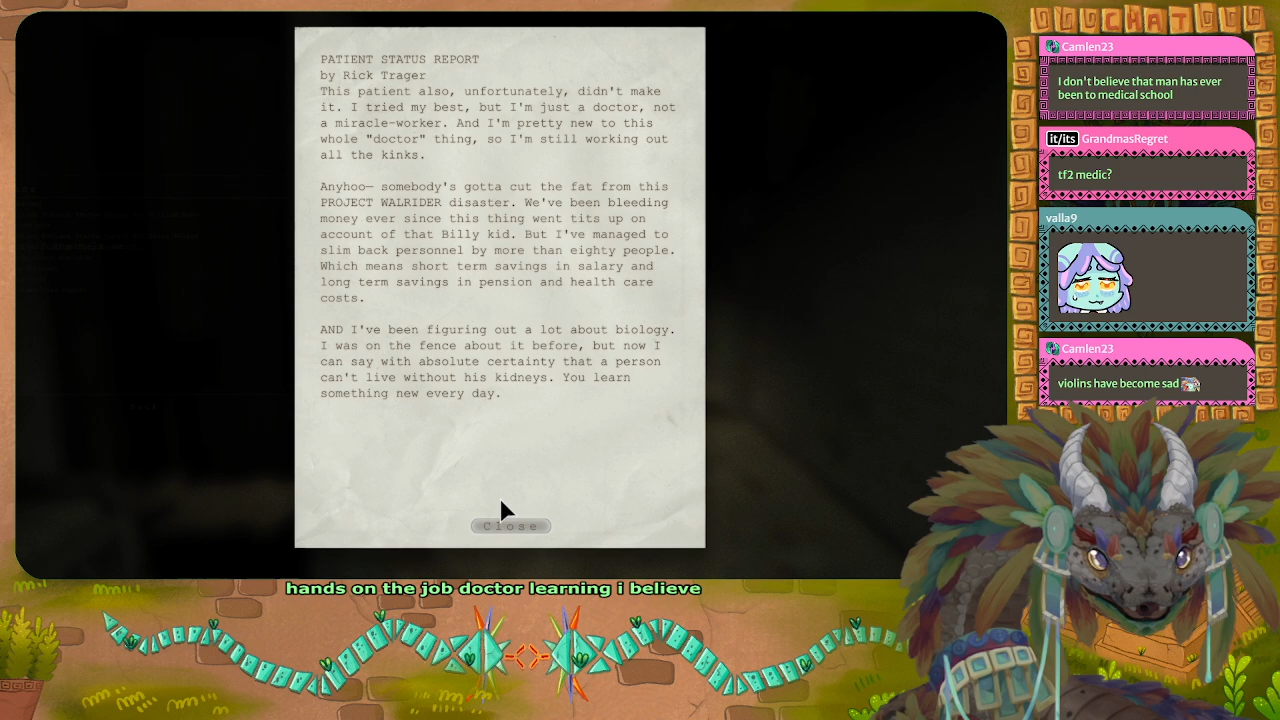 PATIENT STATUS REPORT
by Rick Trager
This patient also, unfortunately, didn't make
it. I tried my best, but I'm just a doctor, not
a miracle-worker. And I'm pretty new to this
whole "doctor" thing, so I'm still working out
all the kinks.
Anyhoo— somebody's gotta cut the fat from this
PROJECT WALRIDER disaster. We've been bleeding
money ever since this thing went tits up on
account of that Billy kid. But I've managed to
slim back personnel by more than eighty people.
Which means short term savings in salary and
long term savings in pension and health care
costs.
AND I've been figuring out a lot about biology.
I was on the fence about it before, but now I
can say with absolute certainty that a person
can't live without his kidneys. You learn
something new every day.
Close
hands on the job doctor learning i believe
CHAT
Camlen23
I don't believe that man has ever
been to medical school
it/its GrandmasRegret
tf2 medic?
valla9
Camlen23
violins have become sad